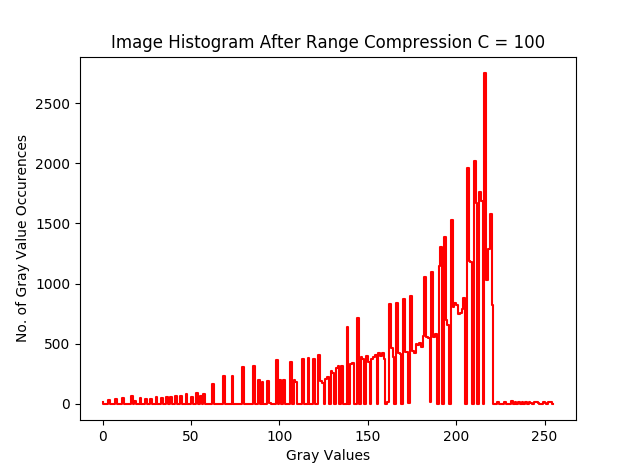 Image Histogram After Range Compression C = 100
No. of Gray Value Occurences
2500
2000
1500
1000
500
0
0 50 100 150 200 250
Gray Values